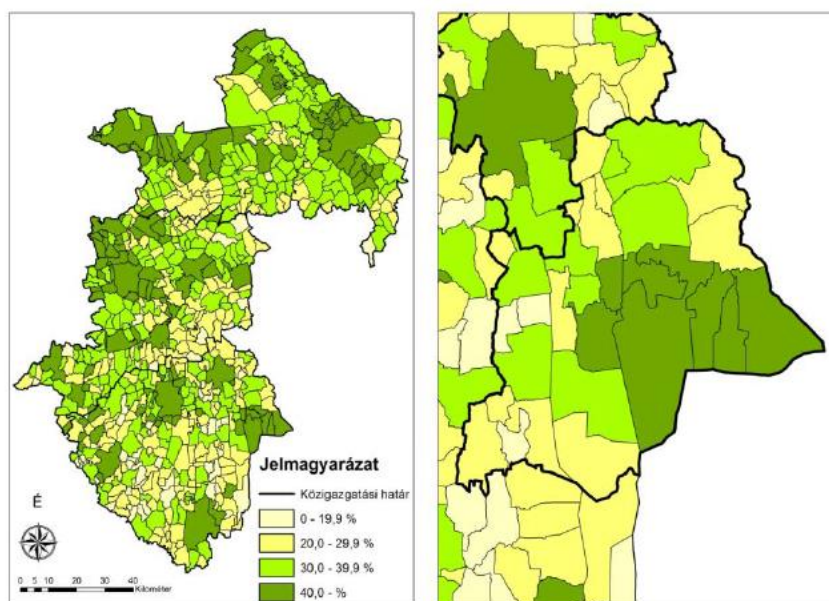 Jelmagyarázat
Közigazgatási határ
0 - 19,9 %
20,0 - 29,9 %
30,0 - 39,9 %
40,0 - %
É
0 5 10 20 30 40
Kilométer